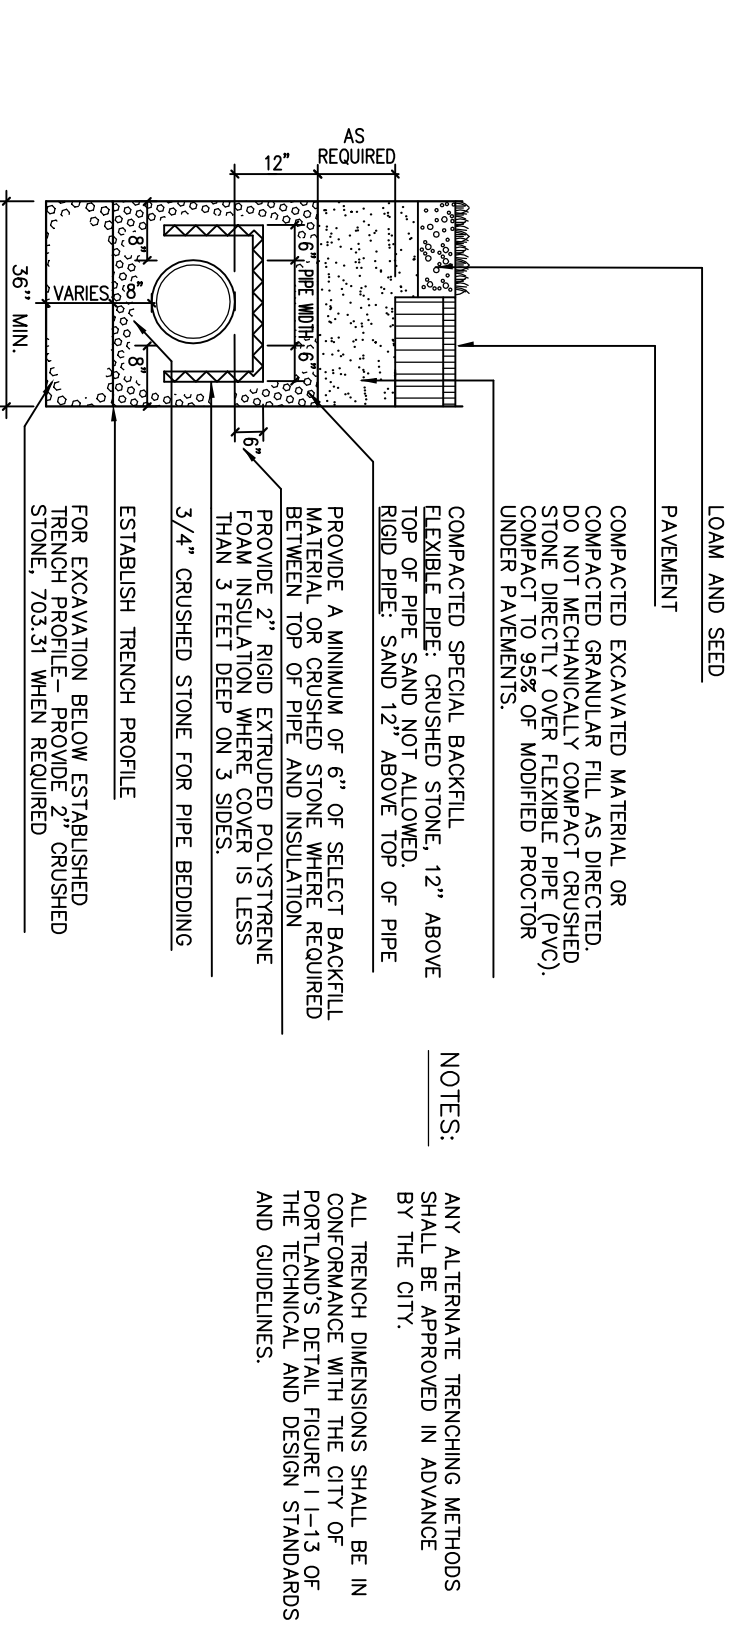 LOAM AND SEED
PAVEMENT
COMPACTED EXCAVATED MATERIAL OR
COMPACTED GRANULAR FILL AS DIRECTED.
DO NOT MECHANICALLY COMPACT CRUSHED
STONE DIRECTLY OVER FLEXIBLE PIPE (PVC).
COMPACT TO 95% OF MODIFIED PROCTOR
UNDER PAVEMENTS.
COMPACTED SPECIAL BACKFILL
FLEXIBLE PIPE: CRUSHED STONE, 12" ABOVE
TOP OF PIPE SAND NOT ALLOWED.
RIGID PIPE: SAND 12" ABOVE TOP OF PIPE
PROVIDE A MINIMUM OF 6" OF SELECT BACKFILL
MATERIAL OR CRUSHED STONE WHERE REQUIRED
BETWEEN TOP OF PIPE AND INSULATION
PROVIDE 2" RIGID EXTRUDED POLYSTYRENE
FOAM INSULATION WHERE COVER IS LESS
THAN 3 FEET DEEP ON 3 SIDES.
3/4" CRUSHED STONE FOR PIPE BEDDING
ESTABLISH TRENCH PROFILE
FOR EXCAVATION BELOW ESTABLISHED
TRENCH PROFILE- PROVIDE 2" CRUSHED
STONE, 703.31 WHEN REQUIRED
AS
REQUIRED
12"
6" PIPE WIDTH 6"
6"
8"
8"
8"
VARIES
36" MIN.
NOTES:
ANY ALTERNATE TRENCHING METHODS
SHALL BE APPROVED IN ADVANCE
BY THE CITY.
ALL TRENCH DIMENSIONS SHALL BE IN
CONFORMANCE WITH THE CITY OF
PORTLAND'S DETAIL FIGURE I I-13 OF
THE TECHNICAL AND DESIGN STANDARDS
AND GUIDELINES.